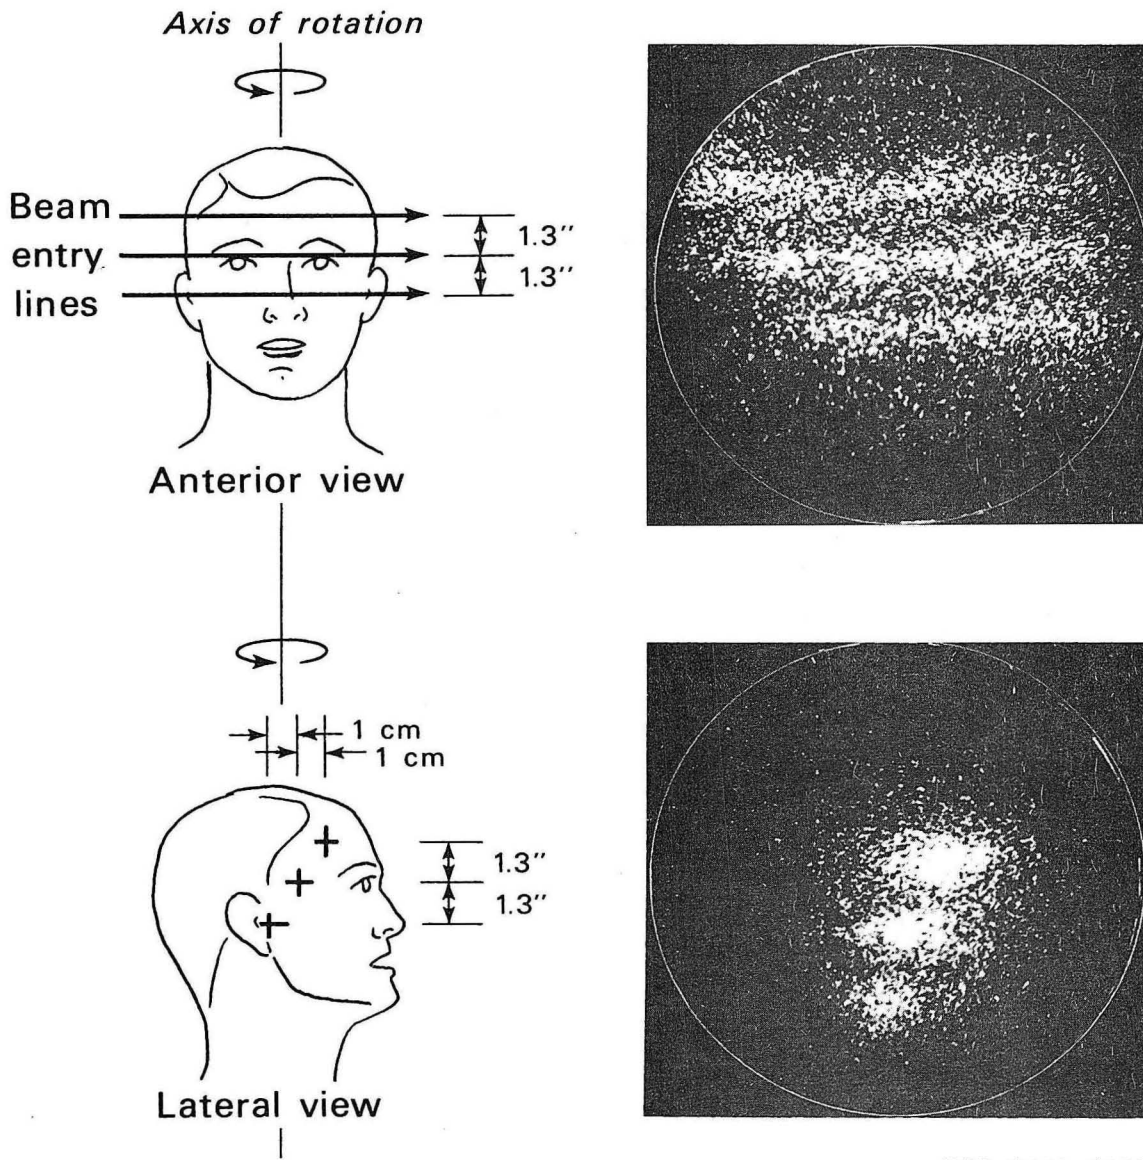 Axis of rotation
Beam
entry
lines
1.3"
1.3"
Anterior view
1 cm
1 cm
1.3"
1.3"
Lateral view